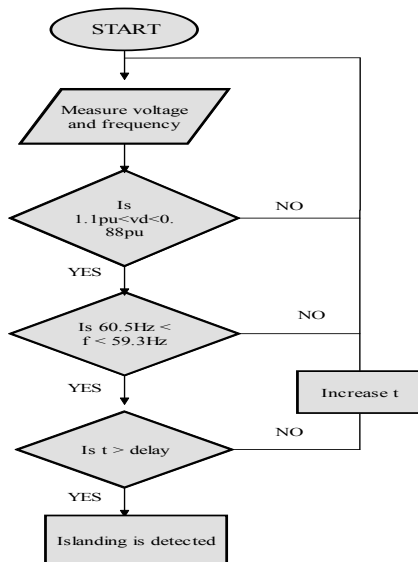 START
Measure voltage
and frequency
Is
1.1pu<vd<0.
88pu
NO
YES
Is 60.5Hz <
f < 59.3Hz
NO
YES
Increase t
Is t > delay
NO
YES
Islanding is detected